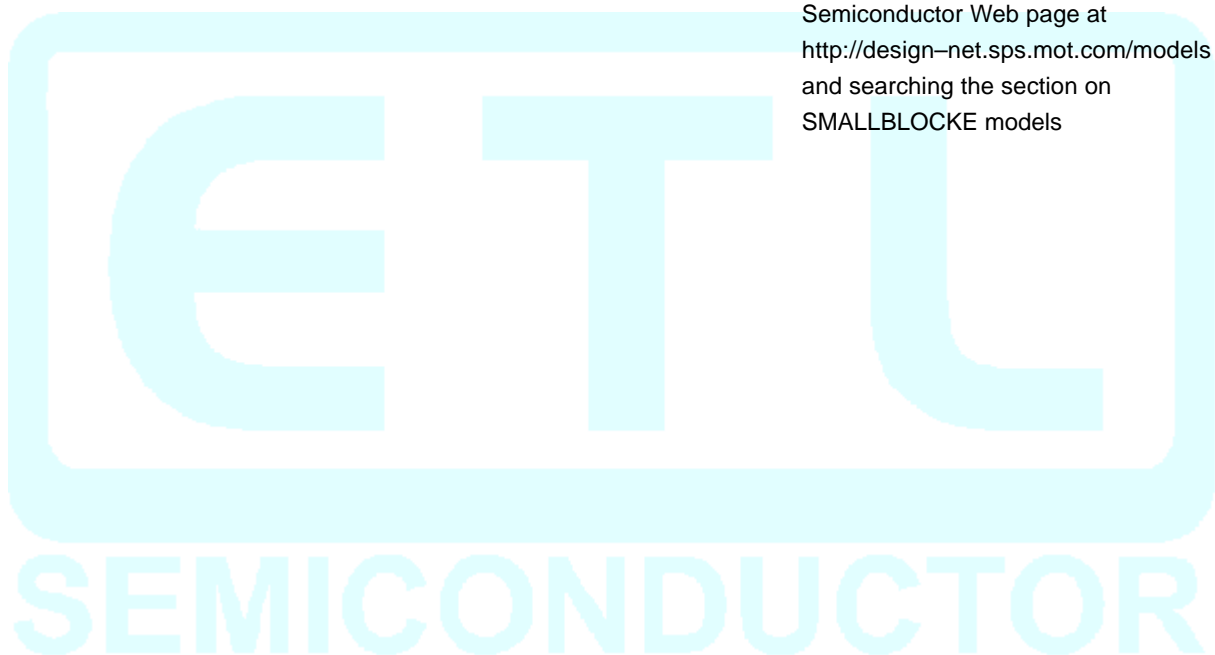 Semiconductor Web page at
http://design–net.sps.mot.com/models
and searching the section on
SMALLBLOCKE models
ETL
SEMICONDUCTOR